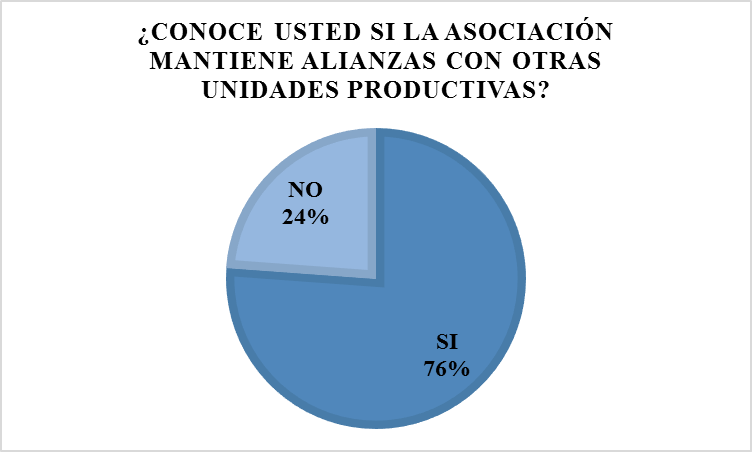 ¿CONOCE USTED SI LA ASOCIACIÓN
MANTIENE ALIANZAS CON OTRAS
UNIDADES PRODUCTIVAS?
NO
24%
SI
76%